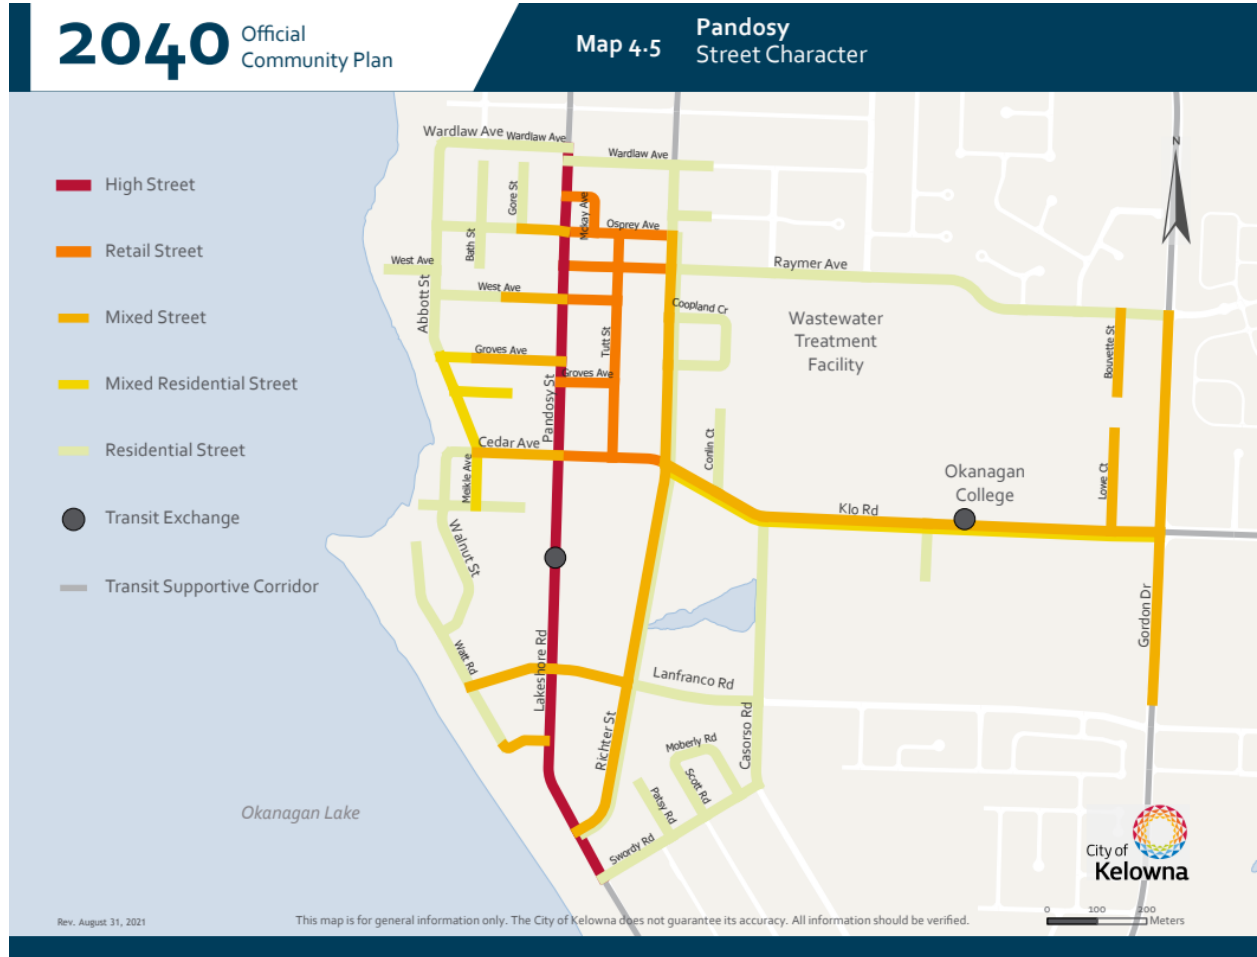 2040 Official
Community Plan
Map 4.5
Pandosy
Street Character
High Street
Retail Street
Mixed Street
Mixed Residential Street
Residential Street
Transit Exchange
Transit Supportive Corridor
Wardlaw Ave
Wardlaw Ave
Wardlaw Ave
N
Gore St
Mckay Ave
Osprey Ave
Bath St
West Ave
Raymer Ave
West Ave
Abbott St
Coopland Cr
Wastewater
Treatment
Facility
Tutt St
Bouvette St
Groves Ave
Groves Ave
Pandosy St
Cedar Ave
Conlin Ct
Meikle Ave
Okanagan
College
Lowe Ct
Klo Rd
Walnut St
Gordon Dr
Watt Rd
Lakeshore Rd
Lanfranco Rd
Richter St
Casorso Rd
Moberly Rd
Scott Rd
Patsy Rd
Swordy Rd
Okanagan Lake
City of
Kelowna
Rev. August 31, 2021
This map is for general information only. The City of Kelowna does not guarantee its accuracy. All information should be verified.
0 100 200
Meters